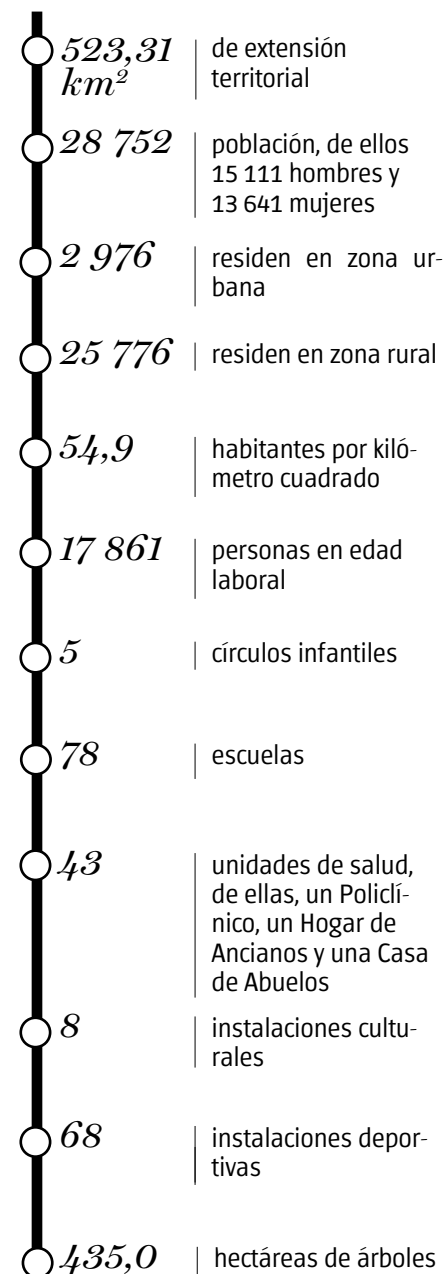 523,31
km²
de extensión
territorial
28 752
población, de ellos
15 111 hombres y
13 641 mujeres
2 976
residen en zona ur-
bana
25 776
residen en zona rural
54,9
habitantes por kiló-
metro cuadrado
17 861
personas en edad
laboral
5
círculos infantiles
78
escuelas
43
unidades de salud,
de ellas, un Policlí-
nico, un Hogar de
Ancianos y una Casa
de Abuelos
8
instalaciones cultu-
rales
68
instalaciones depor-
tivas
435,0
hectáreas de árboles